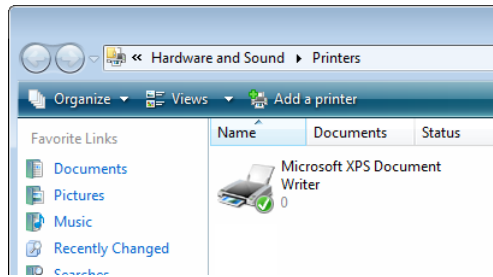 « Hardware and Sound ▸ Printers
Organize ▾ Views ▾ Add a printer
Favorite Links
Name Documents Status
Documents
Pictures
Music
Recently Changed
Searches
Microsoft XPS Document
Writer
0